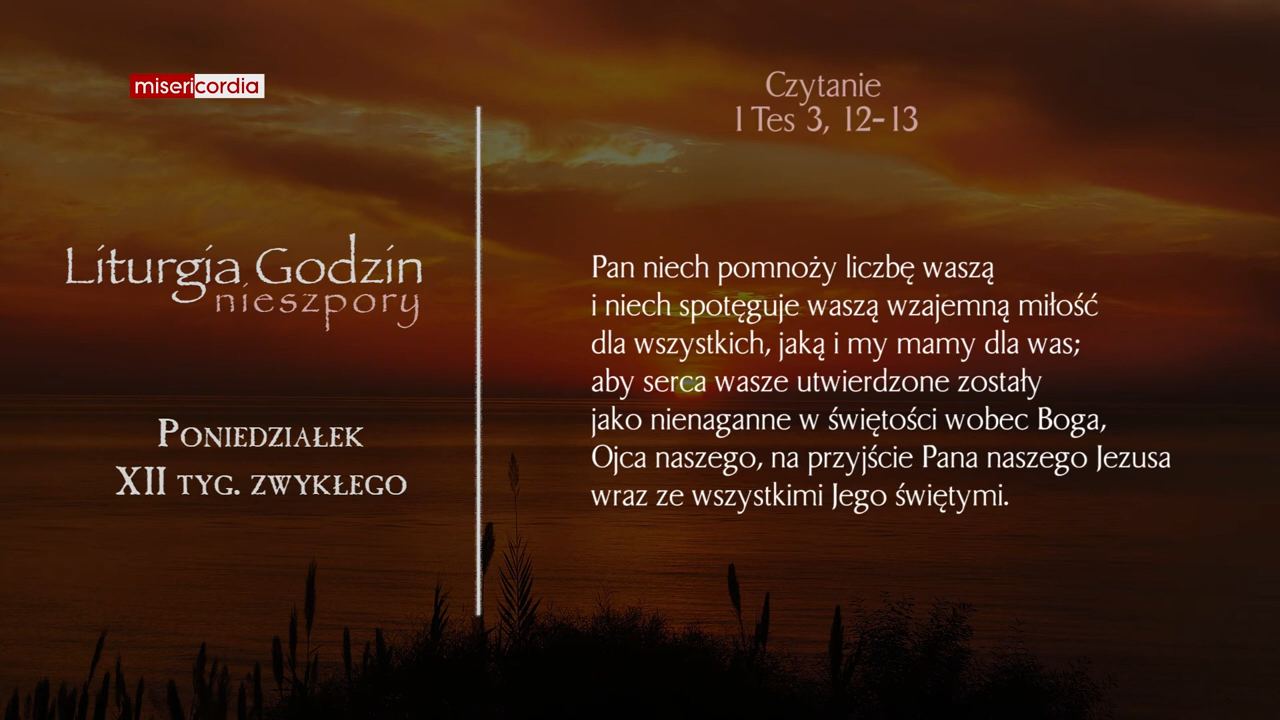 misericordia
Liturgia Godzin
nieszpory
Poniedziałek
XII tyg. zwykłego
Czytanie
1 Tes 3, 12-13
Pan niech pomnoży liczbę waszą
i niech spotęguje waszą wzajemną miłość
dla wszystkich, jaką i my mamy dla was;
aby serca wasze utwierdzone zostały
jako nienaganne w świętości wobec Boga,
Ojca naszego, na przyjście Pana naszego Jezusa
wraz ze wszystkimi Jego świętymi.